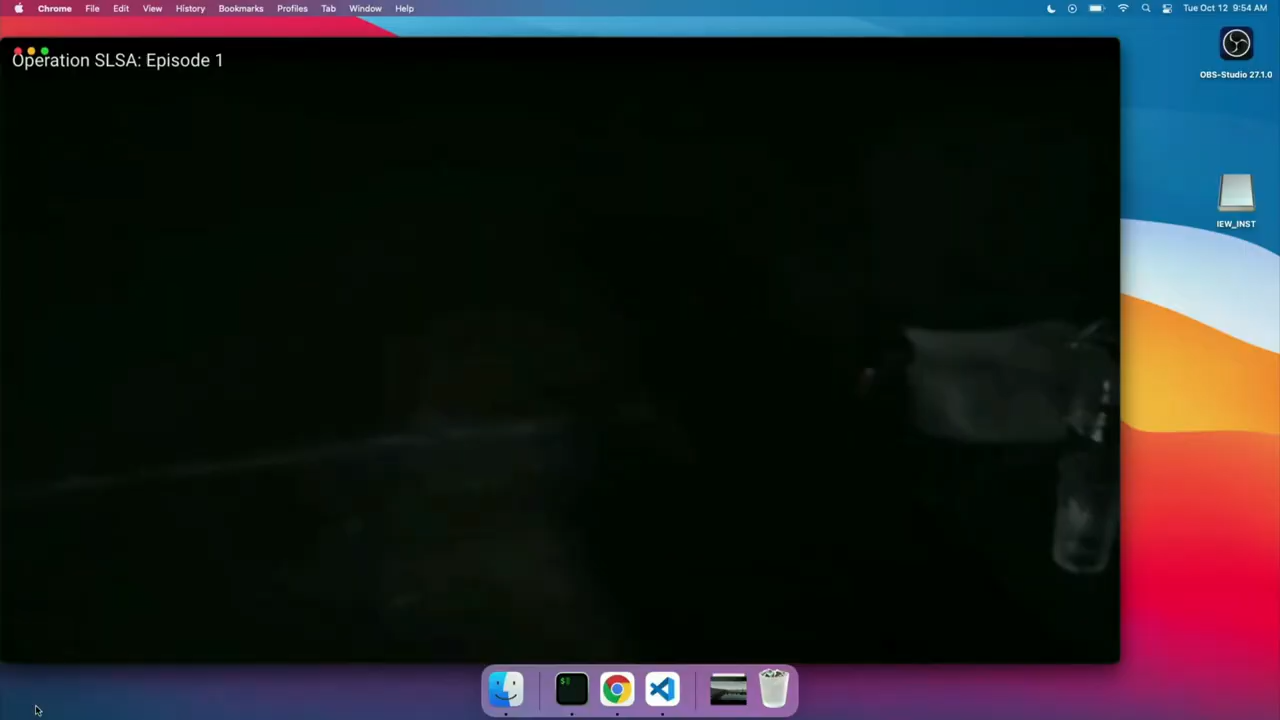 Chrome File Edit View History Bookmarks Profiles Tab Window Help Tue Oct 12 9:54 AM
Operation SLSA: Episode 1
OBS-Studio 27.1.0
IEW_INST
$